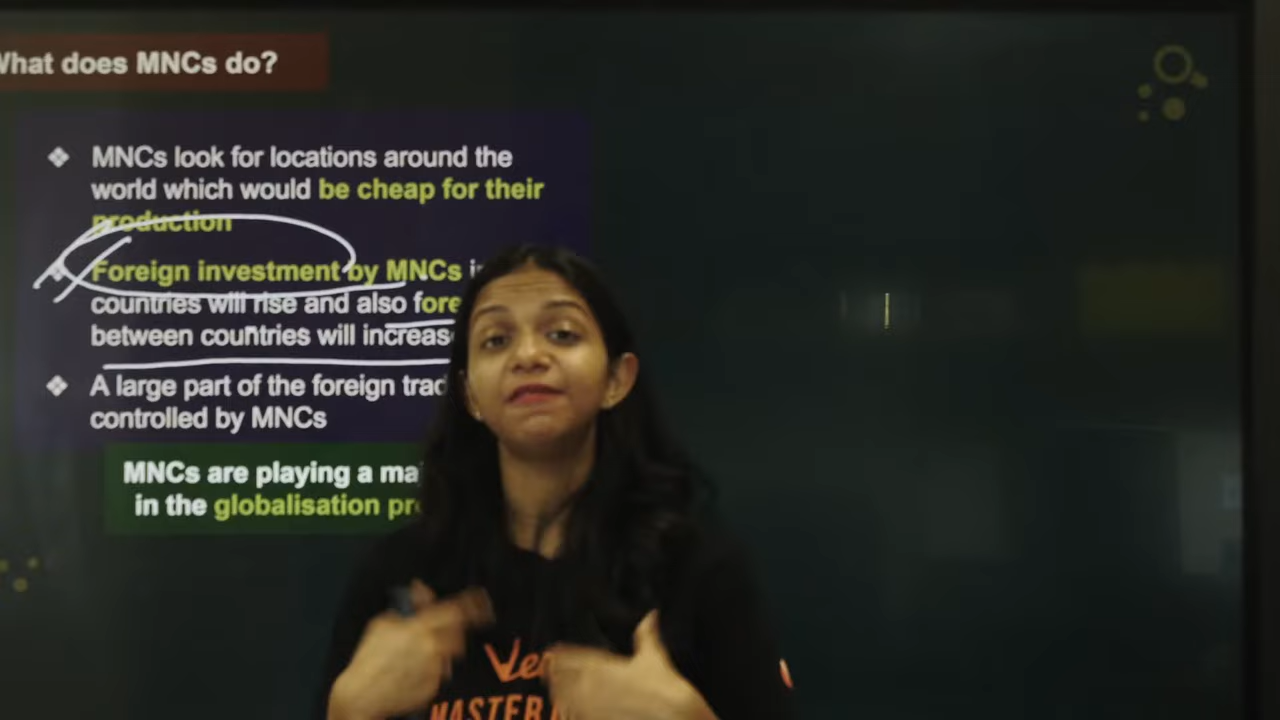 What does MNCs do?
❖ MNCs look for locations around the
world which would be cheap for their
production
❖ Foreign investment by MNCs
countries will rise and also
between countries will
A large part of the foreign
controlled by MNCs
MNCs are playing a
in the globalisation
MASTER